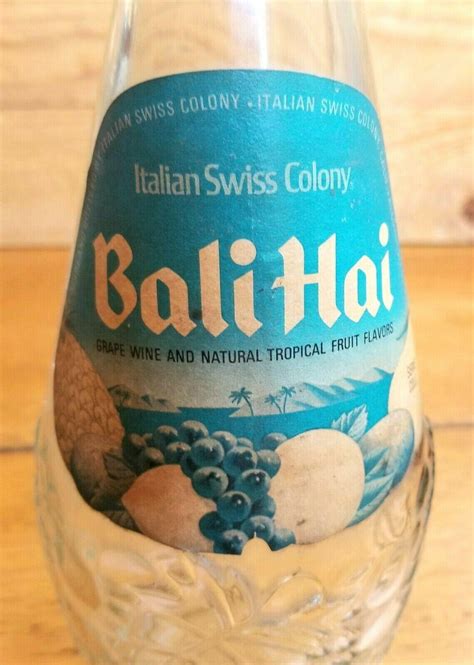 ITALIAN SWISS COLONY • ITALIAN SWISS COLONY
Italian Swiss Colony®
Bali Hai
GRAPE WINE AND NATURAL TROPICAL FRUIT FLAVORS